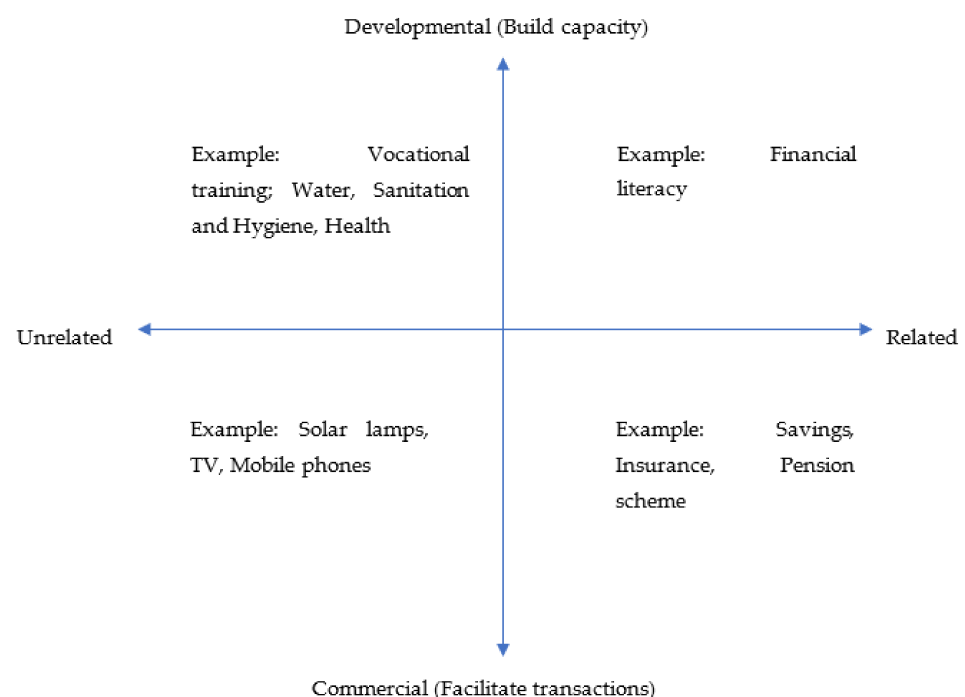 Developmental (Build capacity)
Example: Vocational
training; Water, Sanitation
and Hygiene, Health
Example: Financial
literacy
Unrelated
Related
Example: Solar lamps,
TV, Mobile phones
Example: Savings,
Insurance, Pension
scheme
Commercial (Facilitate transactions)